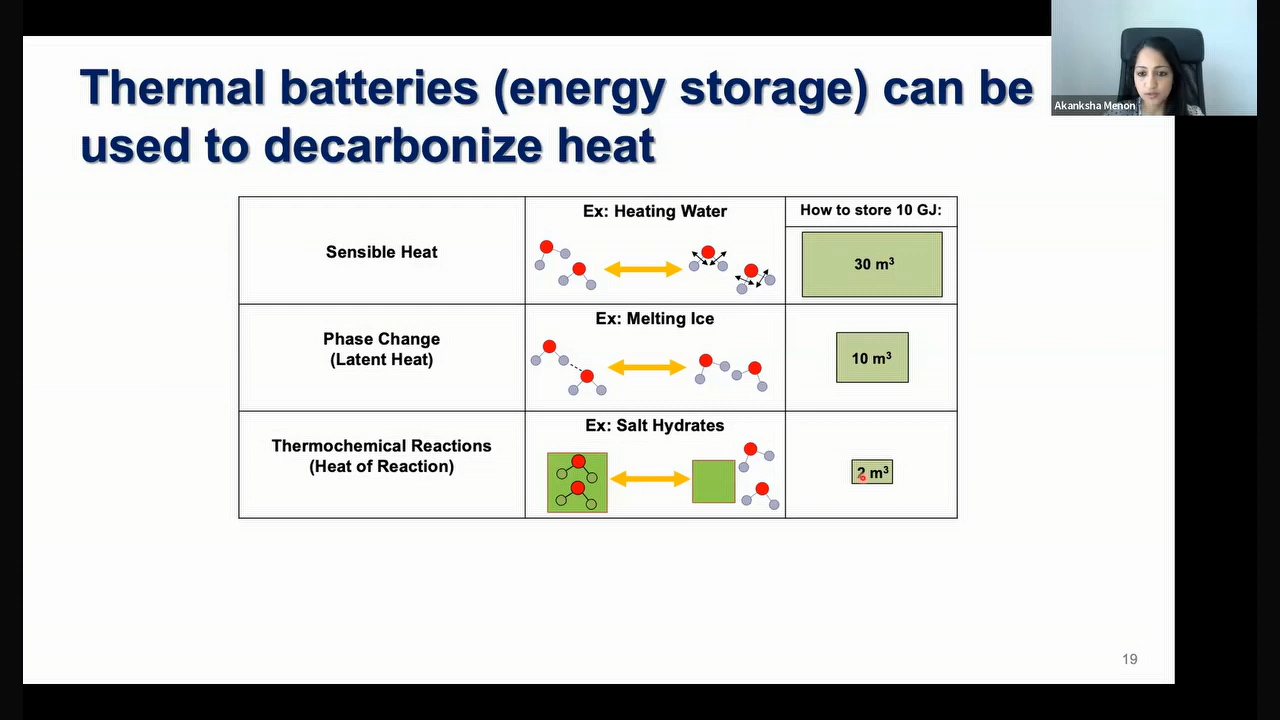 Thermal batteries (energy storage) can be
used to decarbonize heat
Akanksha Menon
Sensible Heat
Ex: Heating Water
How to store 10 GJ:
30 m³
Phase Change
(Latent Heat)
Ex: Melting Ice
10 m³
Thermochemical Reactions
(Heat of Reaction)
Ex: Salt Hydrates
2 m³
19